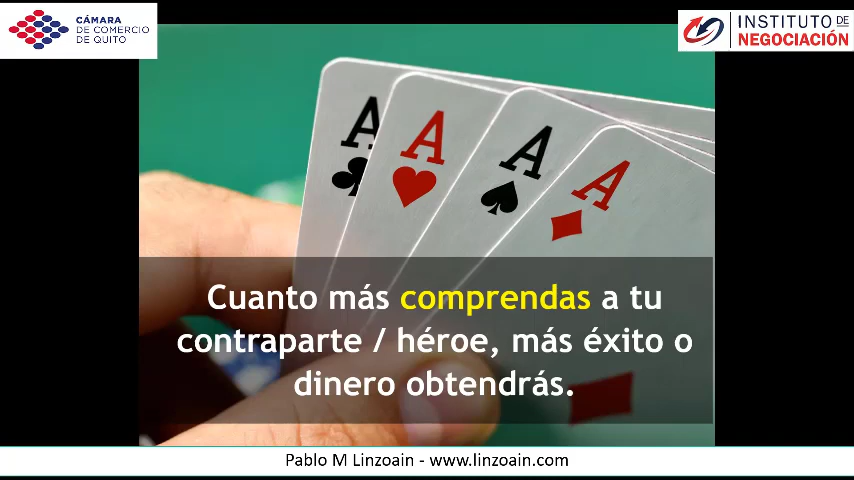 CÁMARA
DE COMERCIO
DE QUITO
INSTITUTO DE
NEGOCIACIÓN
A A A A
Cuanto más comprendas a tu
contraparte / héroe, más éxito o
dinero obtendrás.
Pablo M Linzoain - www.linzoain.com